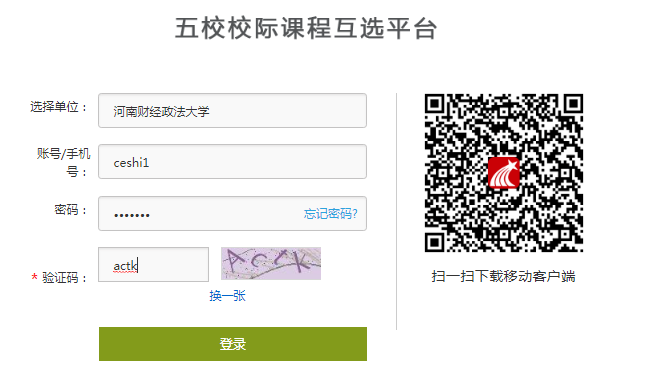 五校校际课程互选平台
选择单位：
河南财经政法大学
账号/手机
号：
ceshi1
密码：
•••••••
忘记密码?
* 验证码：
actk
Acck
换一张
登录
扫一扫下载移动客户端